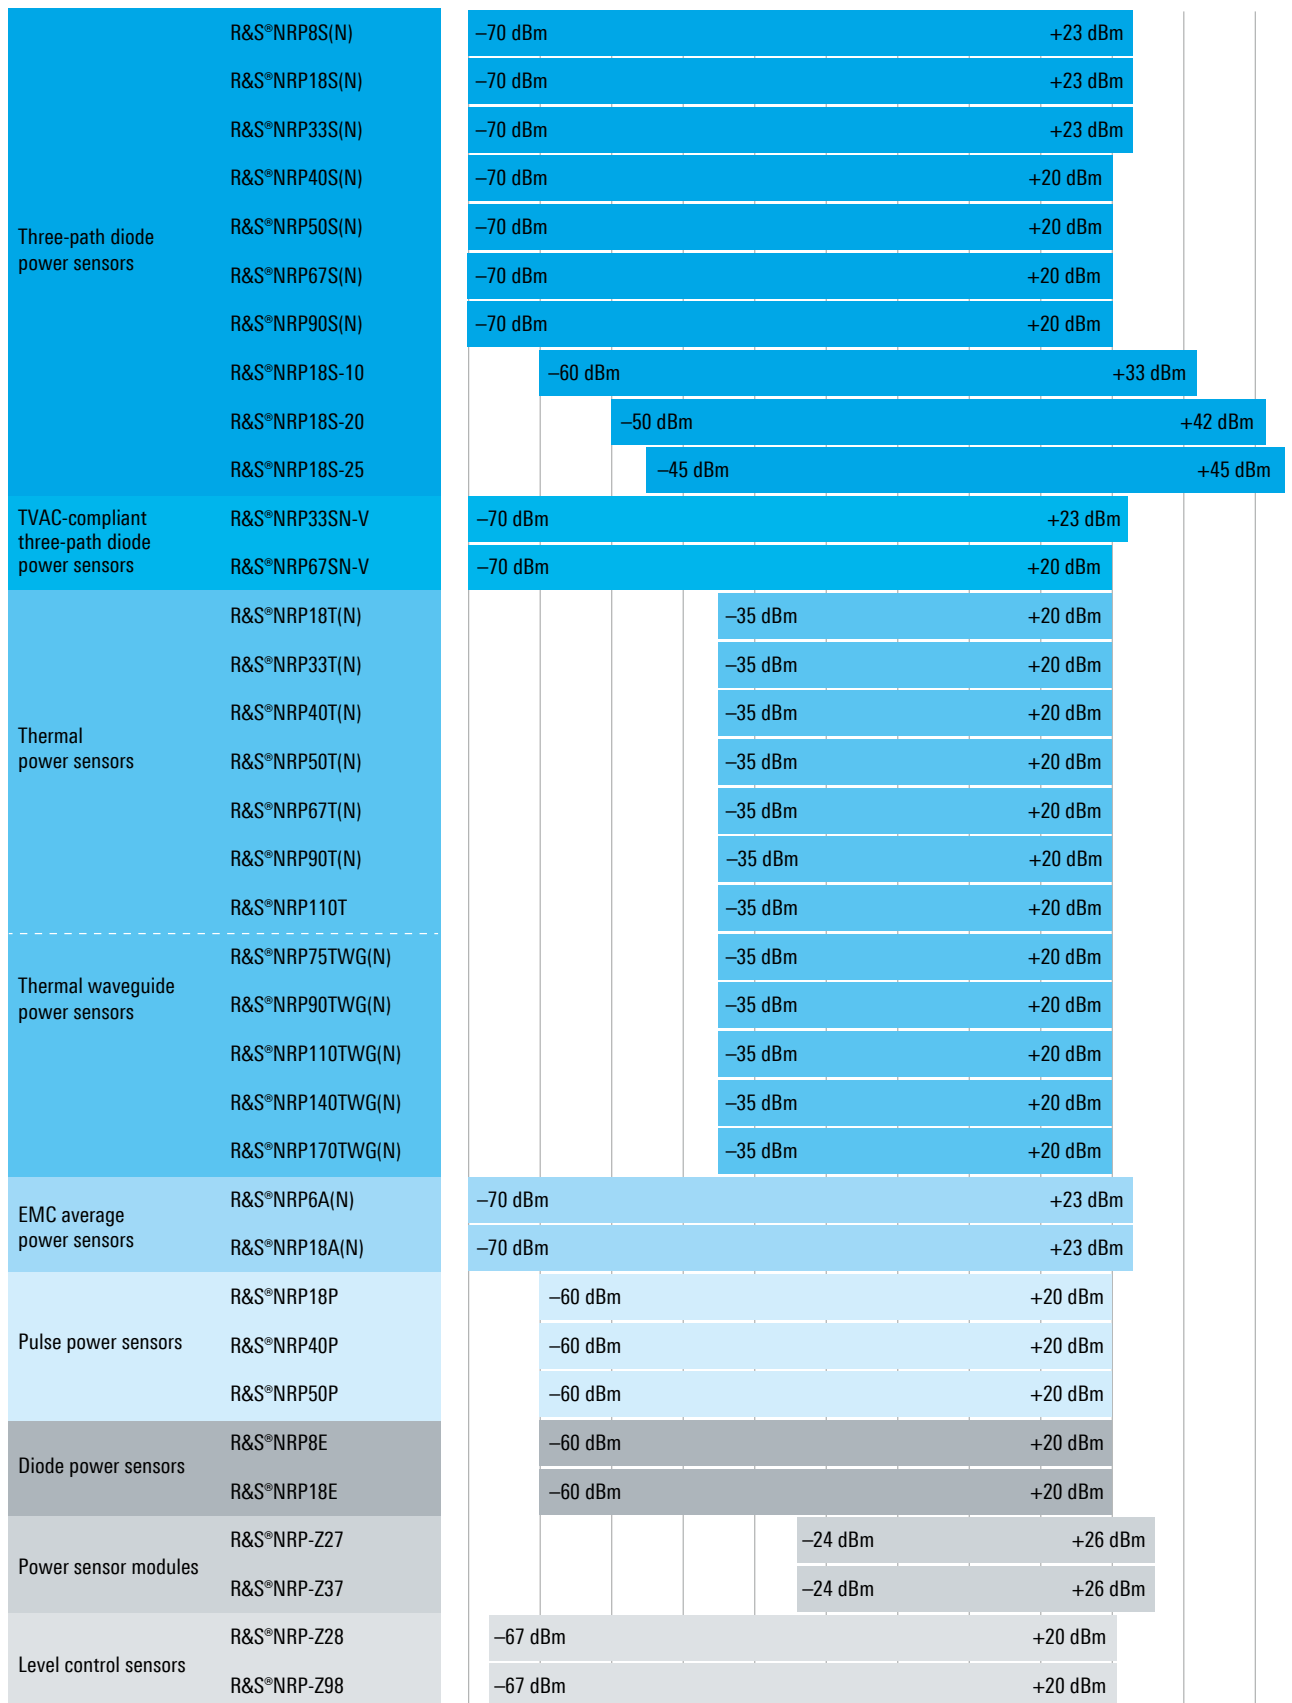 R&S®NRP8S(N) –70 dBm +23 dBm
R&S®NRP18S(N) –70 dBm +23 dBm
R&S®NRP33S(N) –70 dBm +23 dBm
R&S®NRP40S(N) –70 dBm +20 dBm
Three-path diode
power sensors
R&S®NRP50S(N) –70 dBm +20 dBm
R&S®NRP67S(N) –70 dBm +20 dBm
R&S®NRP90S(N) –70 dBm +20 dBm
R&S®NRP18S-10 –60 dBm +33 dBm
R&S®NRP18S-20 –50 dBm +42 dBm
R&S®NRP18S-25 –45 dBm +45 dBm
TVAC-compliant
three-path diode
power sensors
R&S®NRP33SN-V –70 dBm +23 dBm
R&S®NRP67SN-V –70 dBm +20 dBm
R&S®NRP18T(N) –35 dBm +20 dBm
R&S®NRP33T(N) –35 dBm +20 dBm
R&S®NRP40T(N) –35 dBm +20 dBm
Thermal
power sensors
R&S®NRP50T(N) –35 dBm +20 dBm
R&S®NRP67T(N) –35 dBm +20 dBm
R&S®NRP90T(N) –35 dBm +20 dBm
R&S®NRP110T –35 dBm +20 dBm
R&S®NRP75TWG(N) –35 dBm +20 dBm
Thermal waveguide
power sensors
R&S®NRP90TWG(N) –35 dBm +20 dBm
R&S®NRP110TWG(N) –35 dBm +20 dBm
R&S®NRP140TWG(N) –35 dBm +20 dBm
R&S®NRP170TWG(N) –35 dBm +20 dBm
EMC average
power sensors
R&S®NRP6A(N) –70 dBm +23 dBm
R&S®NRP18A(N) –70 dBm +23 dBm
R&S®NRP18P –60 dBm +20 dBm
Pulse power sensors
R&S®NRP40P –60 dBm +20 dBm
R&S®NRP50P –60 dBm +20 dBm
Diode power sensors
R&S®NRP8E –60 dBm +20 dBm
R&S®NRP18E –60 dBm +20 dBm
Power sensor modules
R&S®NRP-Z27 –24 dBm +26 dBm
R&S®NRP-Z37 –24 dBm +26 dBm
Level control sensors
R&S®NRP-Z28 –67 dBm +20 dBm
R&S®NRP-Z98 –67 dBm +20 dBm